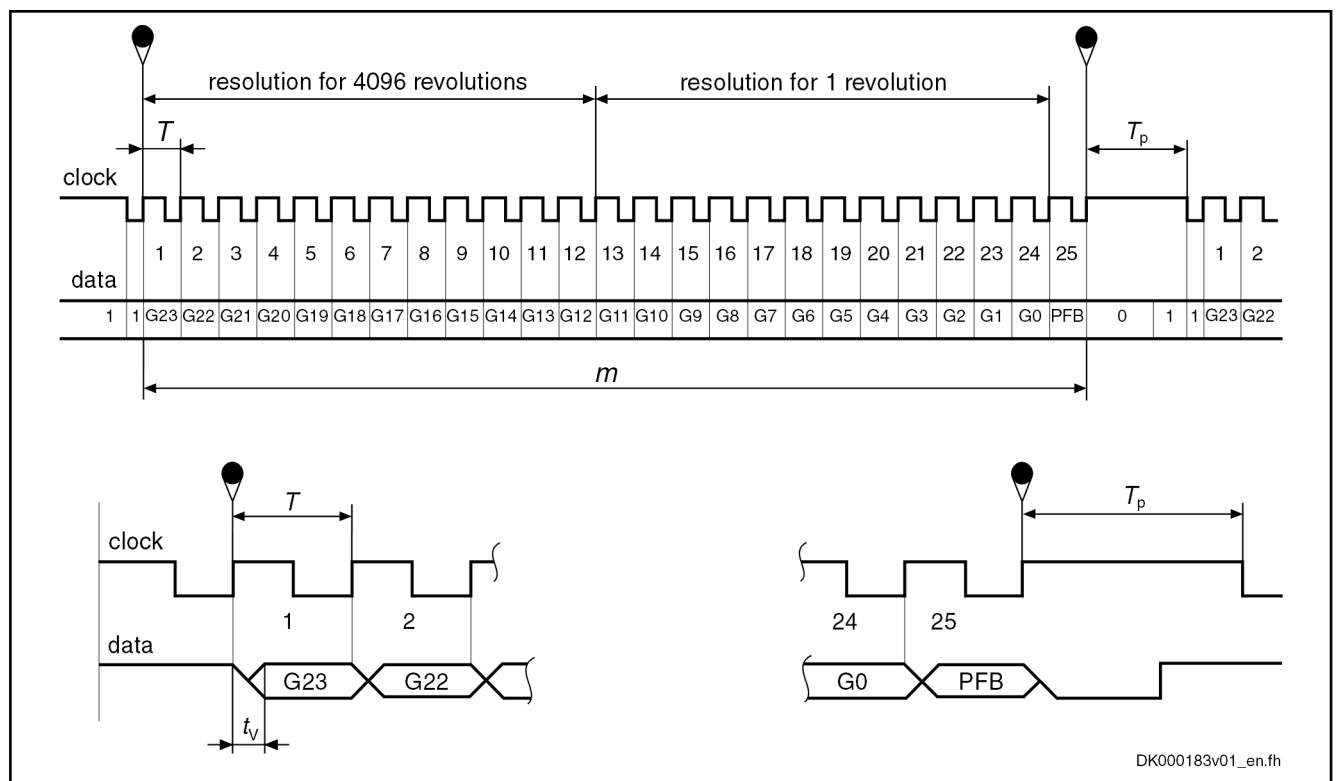 resolution for 4096 revolutions resolution for 1 revolution
T Tp
clock
1 2 3 4 5 6 7 8 9 10 11 12 13 14 15 16 17 18 19 20 21 22 23 24 25 1 2
data
1 1 G23 G22 G21 G20 G19 G18 G17 G16 G15 G14 G13 G12 G11 G10 G9 G8 G7 G6 G5 G4 G3 G2 G1 G0 PFB 0 1 1 G23 G22
m
T Tp
clock
1 2 24 25
data
G23 G22 G0 PFB
tV
DK000183v01_en.fh